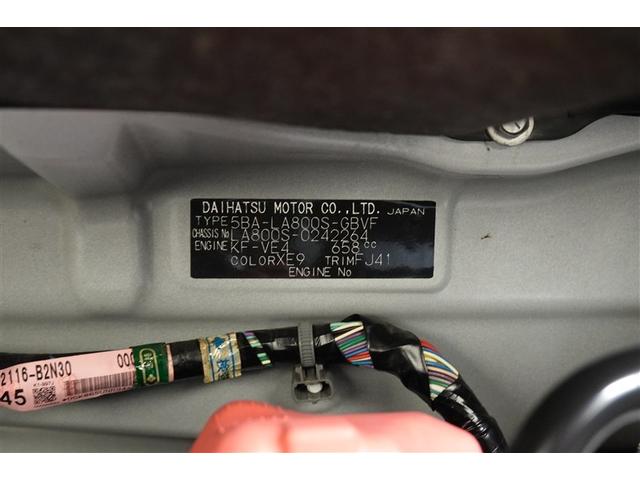 DAIHATSU MOTOR CO.,LTD. JAPAN
TYPE 5BA-LA800S-GBVF
CHASSIS No LA800S-0242264
ENGINE KF-VE4 658cc
COLOR XE9 TRIM FJ41
ENGINE No
2116-B2N30 000
45